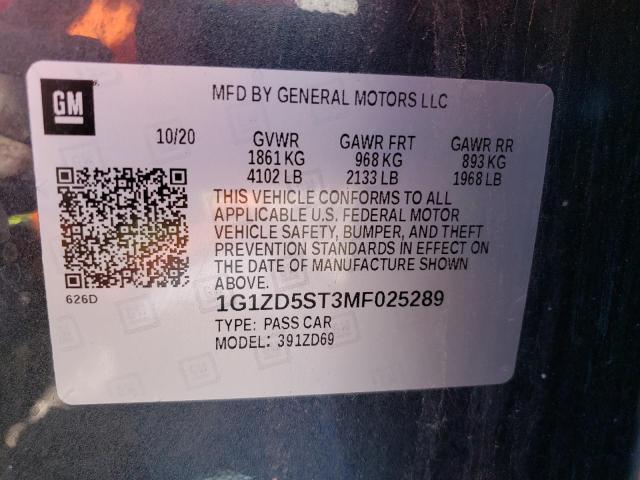 GM
MFD BY GENERAL MOTORS LLC
10/20 GVWR GAWR FRT GAWR RR
1861 KG 968 KG 893 KG
4102 LB 2133 LB 1968 LB
THIS VEHICLE CONFORMS TO ALL
APPLICABLE U.S. FEDERAL MOTOR
VEHICLE SAFETY, BUMPER, AND THEFT
PREVENTION STANDARDS IN EFFECT ON
THE DATE OF MANUFACTURE SHOWN
ABOVE.
626D
1G1ZD5ST3MF025289
TYPE: PASS CAR
MODEL: 391ZD69